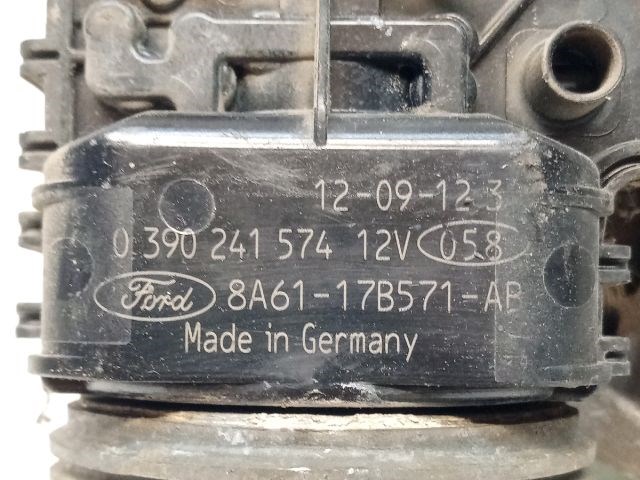 12-09-12 3
0 390 241 574 12V 058
Ford 8A61-17B571-AB
Made in Germany